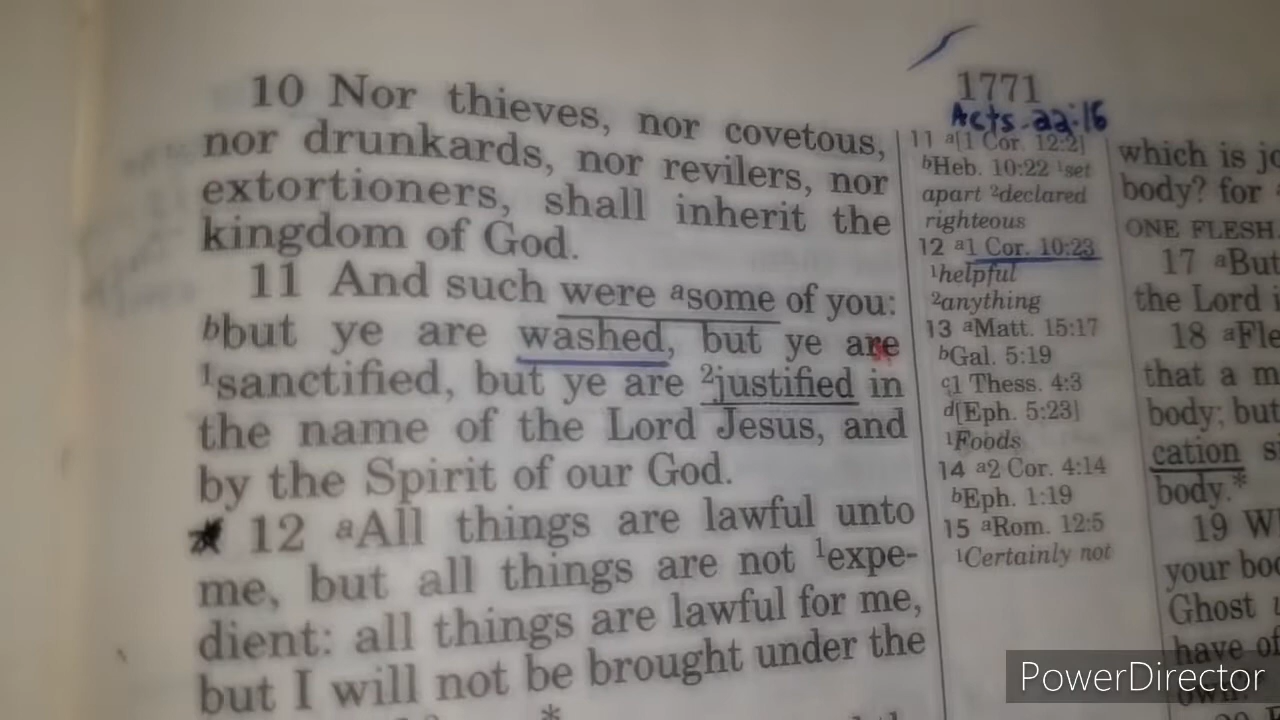 10 Nor thieves, nor covetous,
nor drunkards, nor revilers, nor
extortioners, shall inherit the
kingdom of God.
11 And such were ᵃsome of you:
ᵇbut ye are washed, but ye are
¹sanctified, but ye are ²justified in
the name of the Lord Jesus, and
by the Spirit of our God.
12 ᵃAll things are lawful unto
me, but all things are not ¹expe-
dient: all things are lawful for me,
but I will not be brought under the
1771
Acts-22:16
11 ᵃ[1 Cor. 12:2]
ᵇHeb. 10:22 ¹set
apart ²declared
righteous
12 ᵃ1 Cor. 10:23
¹helpful
²anything
13 ᵃMatt. 15:17
ᵇGal. 5:19
ᶜ1 Thess. 4:3
ᵈ[Eph. 5:23]
¹Foods
14 ᵃ2 Cor. 4:14
ᵇEph. 1:19
15 ᵃRom. 12:5
¹Certainly not
which is
body? for
ONE FLESH
17 ᵃBut
the Lord
18 ᵃFle
that a m
body; but
cation s
body.*
19 W
your bo
Ghost
have of
own?
PowerDirector